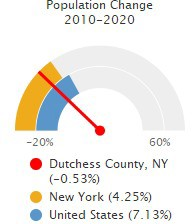 Population Change
2010-2020
-20%
60%
Dutchess County, NY
(-0.53%)
New York (4.25%)
United States (7.13%)